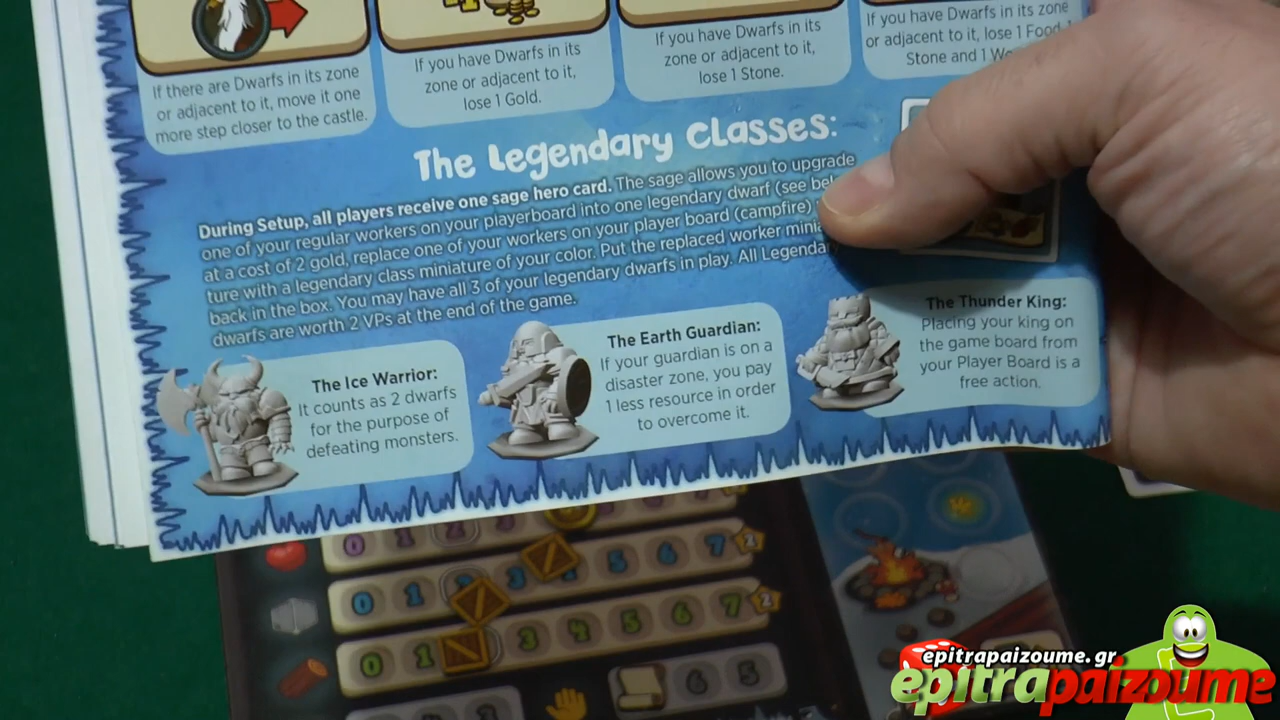 If there are Dwarfs in its zone
or adjacent to it, move it one
more step closer to the castle.
If you have Dwarfs in its
zone or adjacent to it,
lose 1 Gold.
If you have Dwarfs in its
zone or adjacent to it,
lose 1 Stone.
If you have Dwarfs in its zone
or adjacent to it, lose 1 Food, 1
Stone and 1
The Legendary Classes:
During Setup, all players receive one sage hero card. The sage allows you to upgrade
one of your regular workers on your playerboard into one legendary dwarf (see
at a cost of 2 gold, replace one of your workers on your player board (campfire)
ture with a legendary class miniature of your color. Put the replaced worker
back in the box. You may have all 3 of your legendary dwarfs in play. All
dwarfs are worth 2 VPs at the end of the game.
The Ice Warrior:
It counts as 2 dwarfs
for the purpose of
defeating monsters.
The Earth Guardian:
If your guardian is on a
disaster zone, you pay
1 less resource in order
to overcome it.
The Thunder King:
Placing your king on
the game board from
your Player Board is a
free action.
0 1 2 3
0 1 2 3 4 5 6 7 2
0 1 3 4 5 6 7 2
6 5
epitrapaizoume.gr
epitrapaizoume